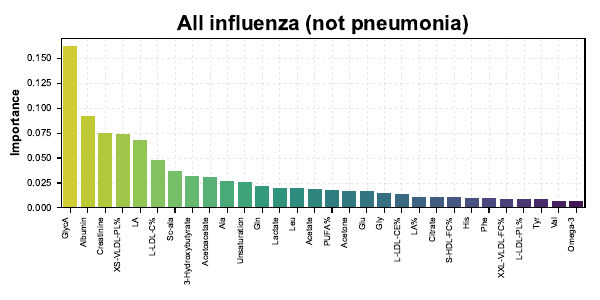 All influenza (not pneumonia)
Importance
0.150
0.125
0.100
0.075
0.050
0.025
0.000
GlycA
Albumin
Creatinine
XS-VLDL-PL%
LA
L-LDL-C%
Sc-ala
3-Hydroxybutyrate
Acetoacetate
Ala
Unsaturation
Gln
Lactate
Leu
Acetate
PUFA%
Acetone
Glu
Gly
L-LDL-CE%
LA%
Citrate
S-HDL-FC%
His
Phe
XXL-VLDL-FC%
L-LDL-PL%
Tyr
Val
Omega-3